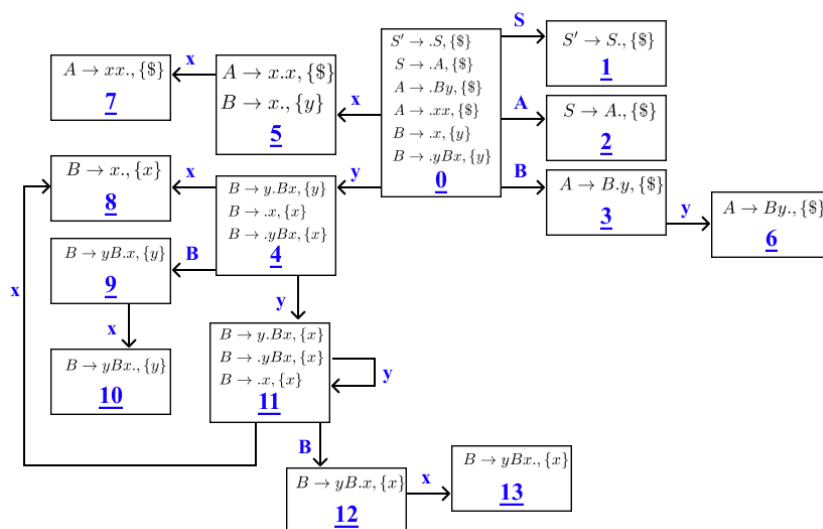 S
S′ → .S, {$}
S → .A, {$}
A → .By, {$}
A → .xx, {$}
B → .x, {y}
B → .yBx, {y}
0
S′ → S., {$}
1
x
A → xx., {$}
7
A → x.x, {$}
B → x., {y}
5
x
A
S → A., {$}
2
B
A → B.y, {$}
3
y
A → By., {$}
6
y
B → x., {x}
8
x
B → y.Bx, {y}
B → .x, {x}
B → .yBx, {x}
4
B
B → yB.x, {y}
9
x
x
y
B → yBx., {y}
10
B → y.Bx, {x}
B → .yBx, {x}
B → .x, {x}
11
y
B
B → yB.x, {x}
12
x
B → yBx., {x}
13